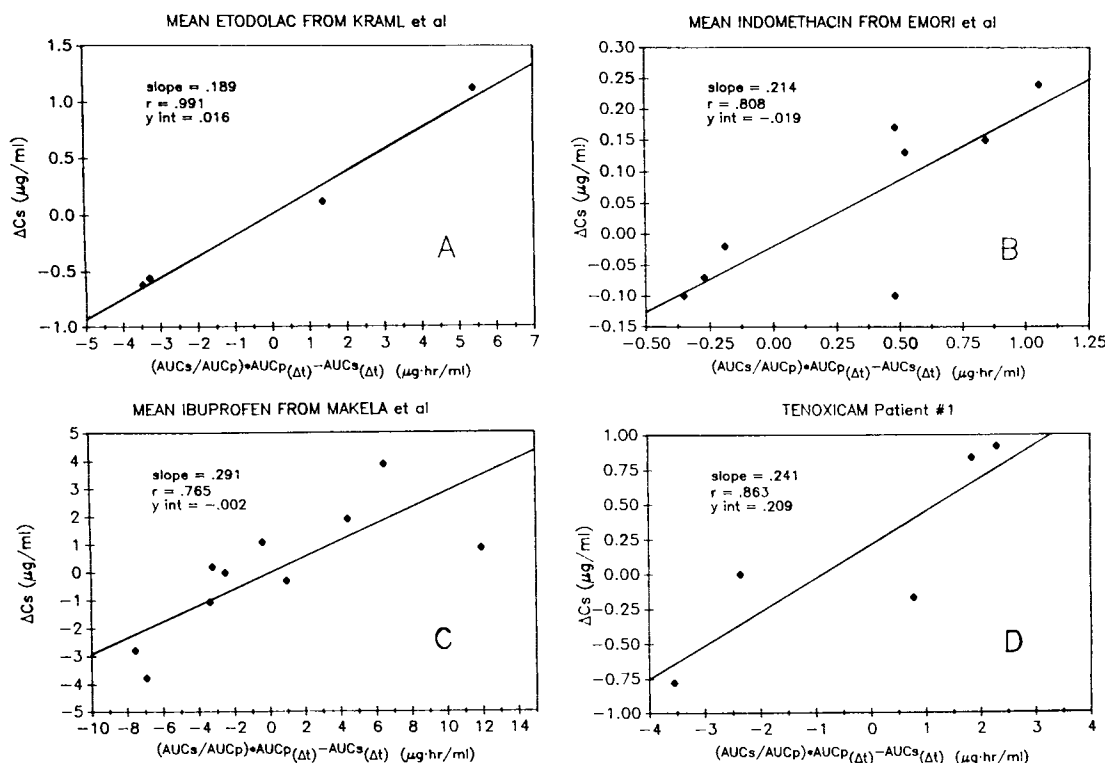 MEAN ETODOLAC FROM KRAML et al
1.5
1.0
0.5
0.0
−0.5
−1.0
ΔCs (μg/ml)
slope = .189
r = .991
y int = .016
A
−5 −4 −3 −2 −1 0 1 2 3 4 5 6 7
(AUCs/AUCp)•AUCp(Δt)−AUCs(Δt) (μg·hr/ml)
MEAN INDOMETHACIN FROM EMORI et al
0.30
0.25
0.20
0.15
0.10
0.05
0.00
−0.05
−0.10
−0.15
ΔCs (μg/ml)
slope = .214
r = .808
y int = −.019
B
−0.50 −0.25 0.00 0.25 0.50 0.75 1.00 1.25
(AUCs/AUCp)•AUCp(Δt)−AUCs(Δt) (μg·hr/ml)
MEAN IBUPROFEN FROM MAKELA et al
5
4
3
2
1
0
−1
−2
−3
−4
−5
ΔCs (μg/ml)
slope = .291
r = .765
y int = −.002
C
−10 −8 −6 −4 −2 0 2 4 6 8 10 12 14
(AUCs/AUCp)•AUCp(Δt)−AUCs(Δt) (μg·hr/ml)
TENOXICAM Patient #1
1.00
0.75
0.50
0.25
0.00
−0.25
−0.50
−0.75
−1.00
ΔCs (μg/ml)
slope = .241
r = .863
y int = .209
D
−4 −3 −2 −1 0 1 2 3 4
(AUCs/AUCp)•AUCp(Δt)−AUCs(Δt) (μg·hr/ml)